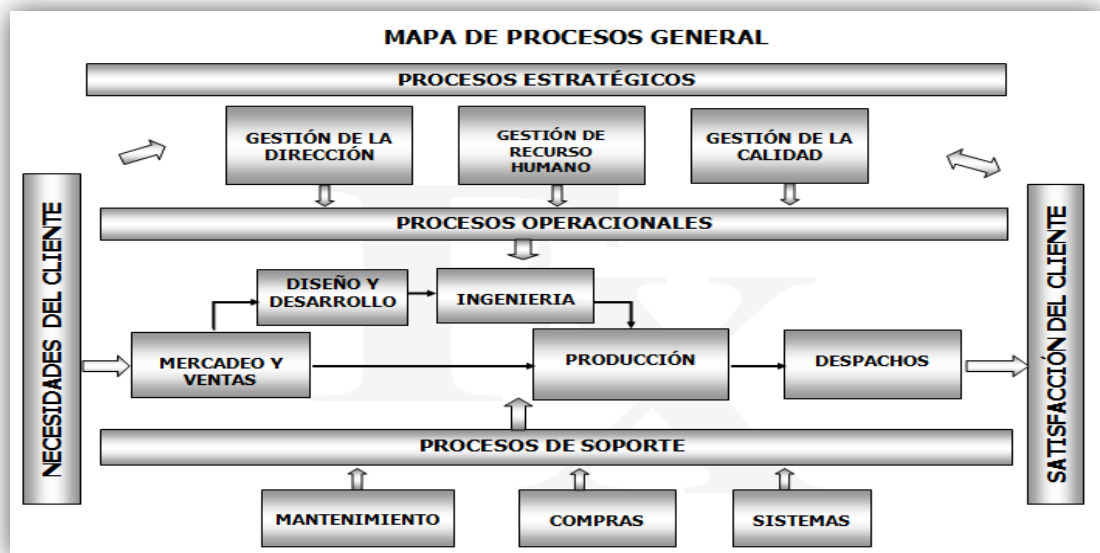 MAPA DE PROCESOS GENERAL
PROCESOS ESTRATÉGICOS
GESTIÓN DE LA
DIRECCIÓN
GESTIÓN DE
RECURSO
HUMANO
GESTIÓN DE LA
CALIDAD
NECESIDADES DEL CLIENTE
PROCESOS OPERACIONALES
DISEÑO Y
DESARROLLO
INGENIERIA
MERCADEO Y
VENTAS
PRODUCCIÓN
DESPACHOS
SATISFACCIÓN DEL CLIENTE
PROCESOS DE SOPORTE
MANTENIMIENTO
COMPRAS
SISTEMAS
FX